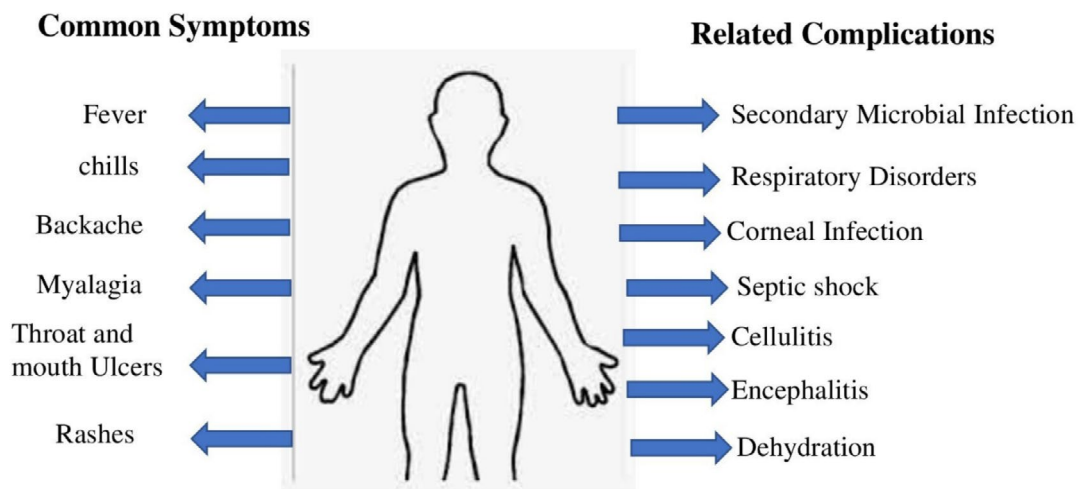 Common Symptoms
Fever
chills
Backache
Myalagia
Throat and
mouth Ulcers
Rashes
Related Complications
Secondary Microbial Infection
Respiratory Disorders
Corneal Infection
Septic shock
Cellulitis
Encephalitis
Dehydration